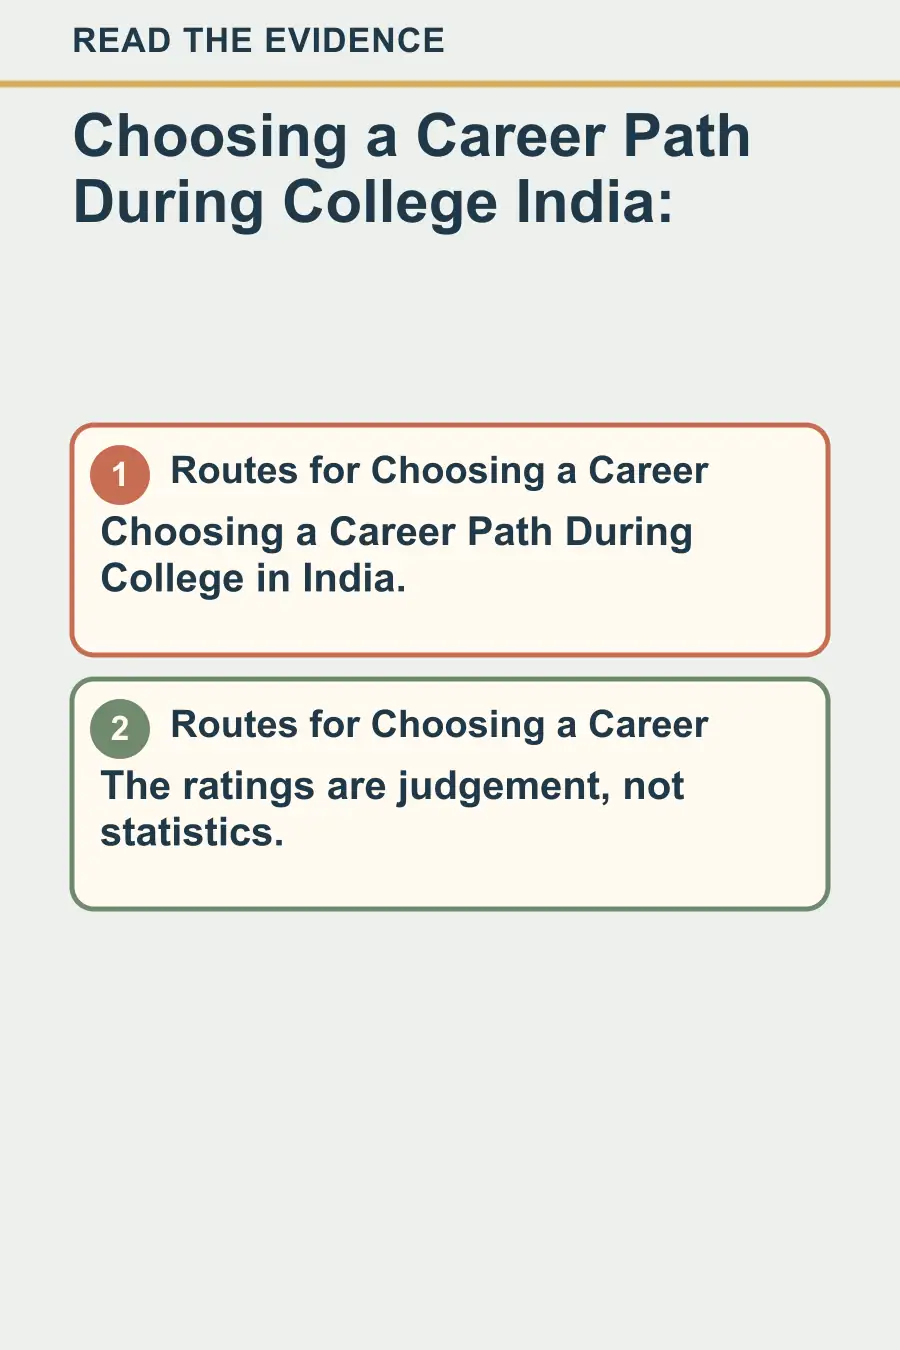 READ THE EVIDENCE
Choosing a Career Path
During College India:
1 Routes for Choosing a Career
Choosing a Career Path During
College in India.
2 Routes for Choosing a Career
The ratings are judgement, not
statistics.